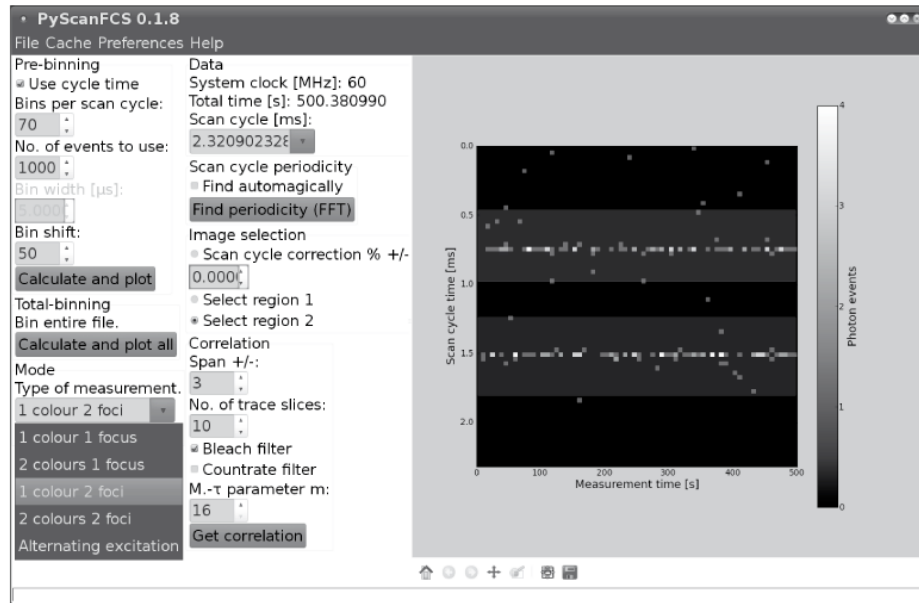 PyScanFCS 0.1.8
File Cache Preferences Help
Pre-binning
Use cycle time
Bins per scan cycle:
70
No. of events to use:
1000
Bin width [µs]:
5.000
Bin shift:
50
Calculate and plot
Total-binning
Bin entire file.
Calculate and plot all
Mode
Type of measurement.
1 colour 2 foci
1 colour 1 focus
2 colours 1 focus
1 colour 2 foci
2 colours 2 foci
Alternating excitation
Data
System clock [MHz]: 60
Total time [s]: 500.380990
Scan cycle [ms]:
2.320902328
Scan cycle periodicity
Find automagically
Find periodicity (FFT)
Image selection
Scan cycle correction % +/-
0.000
Select region 1
Select region 2
Correlation
Span +/-:
3
No. of trace slices:
10
Bleach filter
Countrate filter
M.-τ parameter m:
16
Get correlation
Scan cycle time [ms]
0.0
0.5
1.0
1.5
2.0
0 100 200 300 400 500
Measurement time [s]
4
3
2
1
0
Photon events